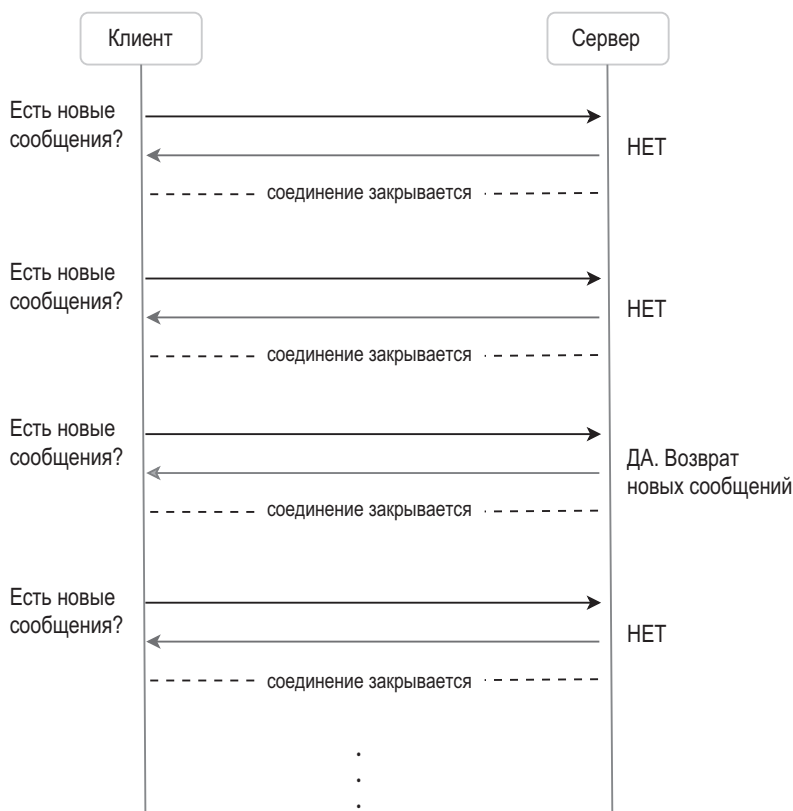 Клиент
Сервер
Есть новые
сообщения?
НЕТ
соединение закрывается
Есть новые
сообщения?
НЕТ
соединение закрывается
Есть новые
сообщения?
ДА. Возврат
новых сообщений
соединение закрывается
Есть новые
сообщения?
НЕТ
соединение закрывается